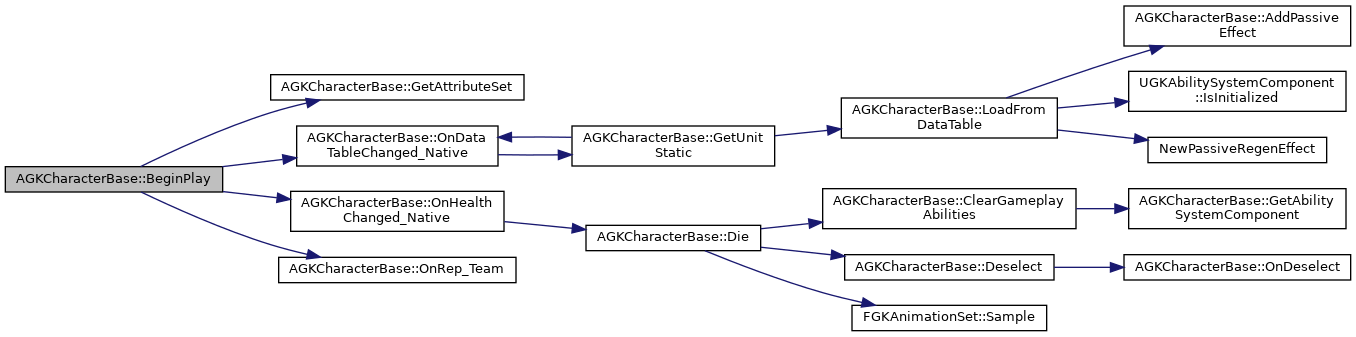 AGKCharacterBase::BeginPlay
AGKCharacterBase::GetAttributeSet
AGKCharacterBase::OnData
TableChanged_Native
AGKCharacterBase::OnHealth
Changed_Native
AGKCharacterBase::OnRep_Team
AGKCharacterBase::GetUnit
Static
AGKCharacterBase::Die
AGKCharacterBase::LoadFrom
DataTable
AGKCharacterBase::ClearGameplay
Abilities
AGKCharacterBase::Deselect
FGKAnimationSet::Sample
AGKCharacterBase::AddPassive
Effect
UGKAbilitySystemComponent
::IsInitialized
NewPassiveRegenEffect
AGKCharacterBase::GetAbility
SystemComponent
AGKCharacterBase::OnDeselect